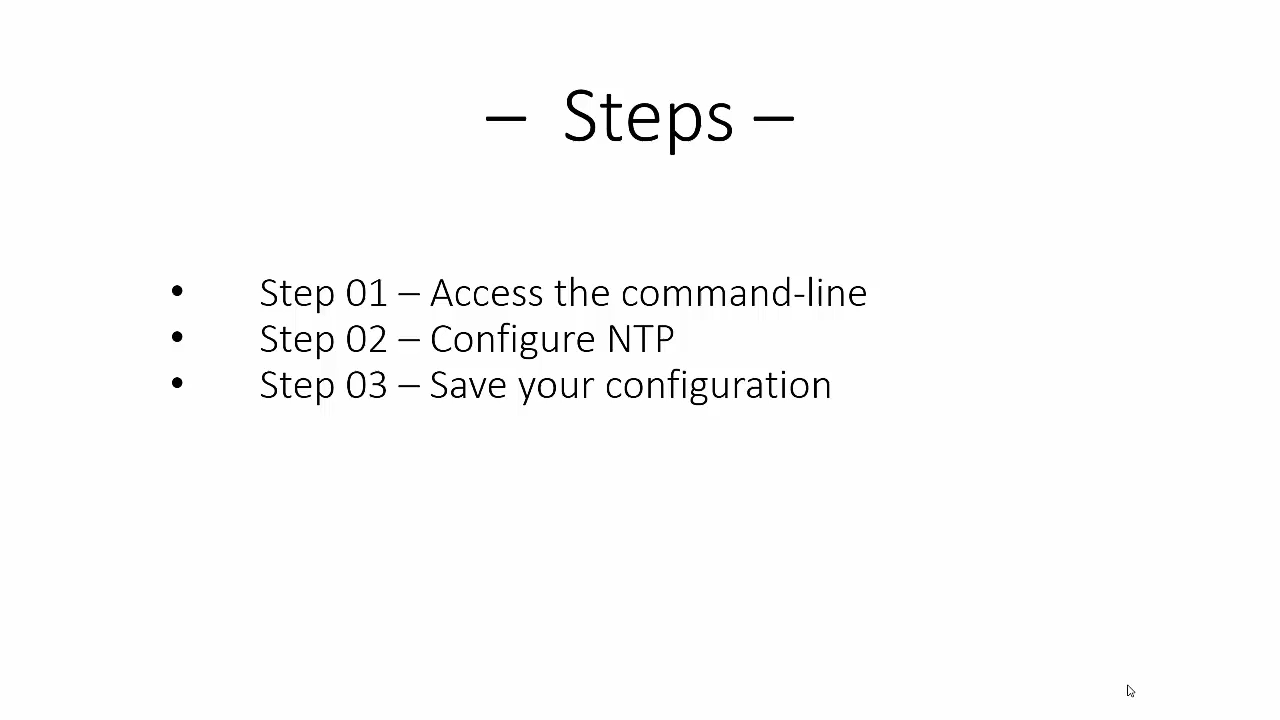 – Steps –
• Step 01 – Access the command-line
• Step 02 – Configure NTP
• Step 03 – Save your configuration